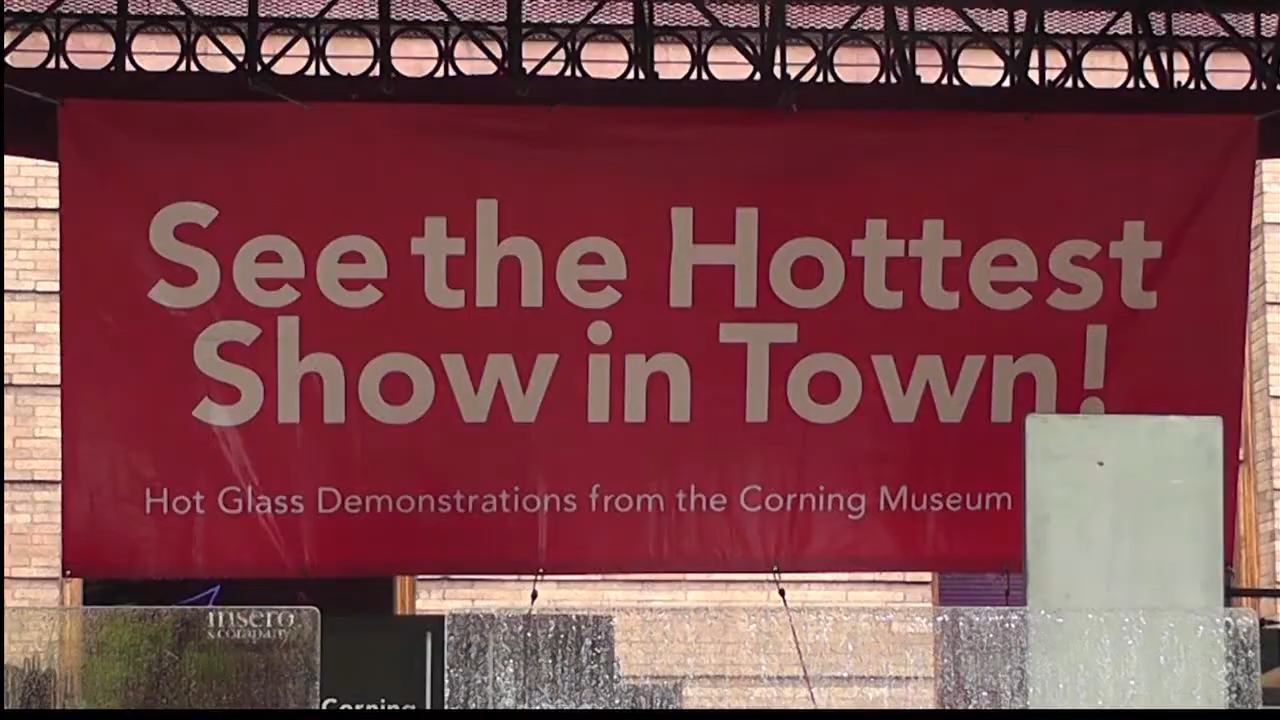 See the Hottest
Show in Town!
Hot Glass Demonstrations from the Corning Museum
insero
& company
Corning